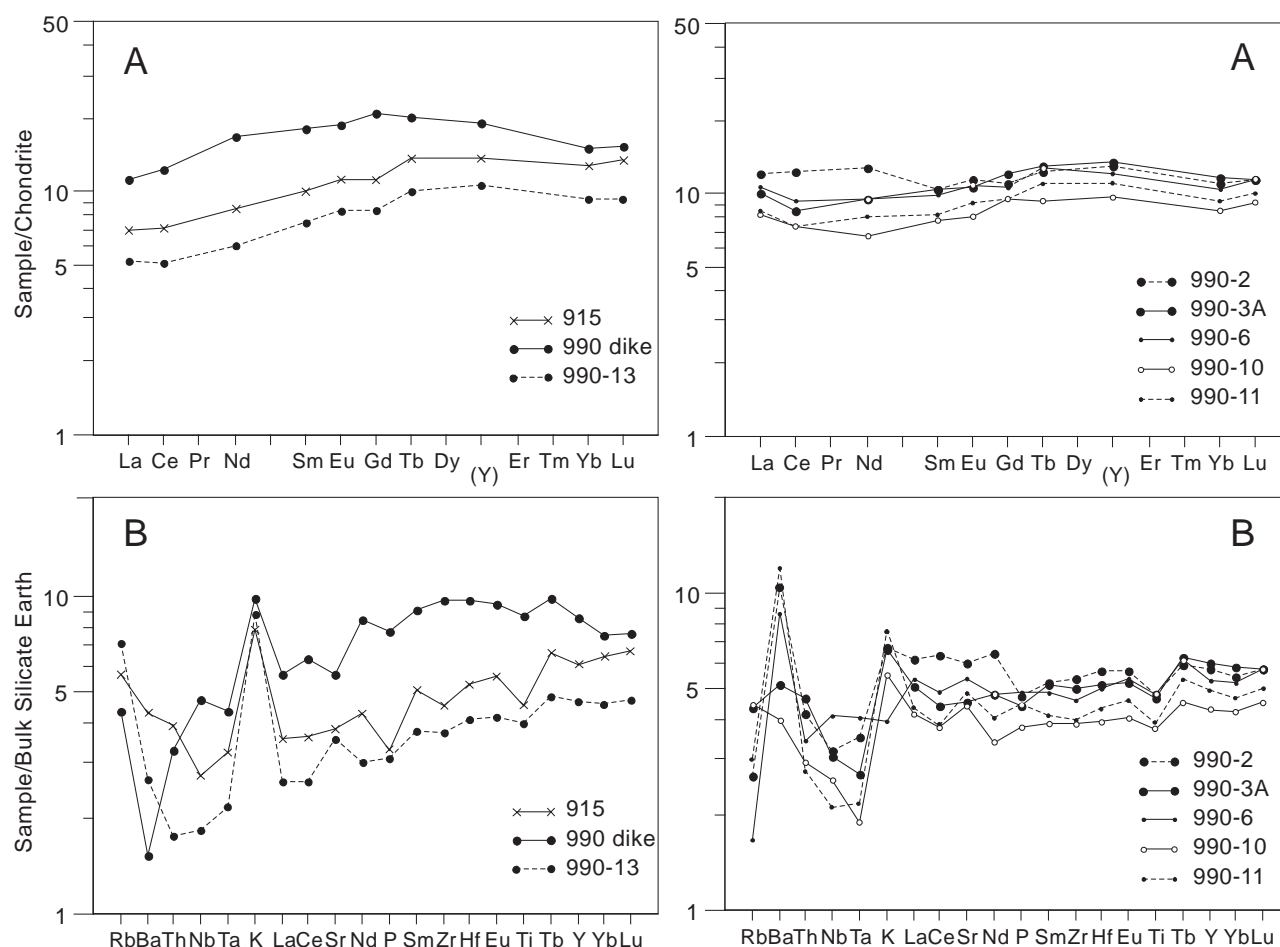 50
A
10
5
1
Sample/Chondrite
915
990 dike
990-13
La Ce Pr Nd Sm Eu Gd Tb Dy (Y) Er Tm Yb Lu
50
A
10
5
1
990-2
990-3A
990-6
990-10
990-11
La Ce Pr Nd Sm Eu Gd Tb Dy (Y) Er Tm Yb Lu
B
10
5
1
Sample/Bulk Silicate Earth
915
990 dike
990-13
Rb Ba Th Nb Ta K La Ce Sr Nd P Sm Zr Hf Eu Ti Tb Y Yb Lu
B
10
5
1
990-2
990-3A
990-6
990-10
990-11
Rb Ba Th Nb Ta K La Ce Sr Nd P Sm Zr Hf Eu Ti Tb Y Yb Lu